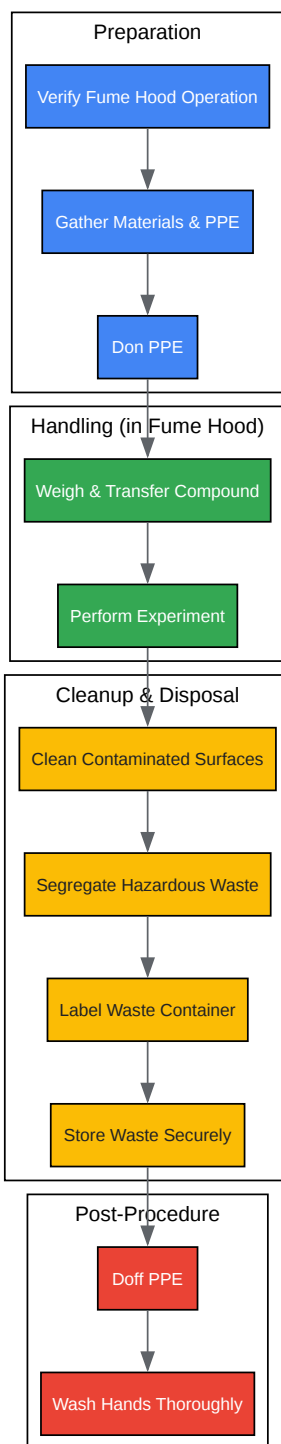 Preparation
Verify Fume Hood Operation
Gather Materials & PPE
Don PPE
Handling (in Fume Hood)
Weigh & Transfer Compound
Perform Experiment
Cleanup & Disposal
Clean Contaminated Surfaces
Segregate Hazardous Waste
Label Waste Container
Store Waste Securely
Post-Procedure
Doff PPE
Wash Hands Thoroughly